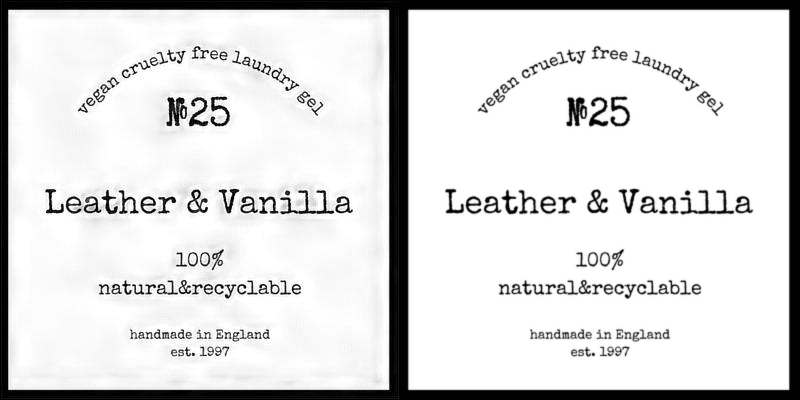 vegan cruelty free laundry gel
№25
Leather & Vanilla
100%
natural&recyclable
handmade in England
est. 1997
vegan cruelty free laundry gel
№25
Leather & Vanilla
100%
natural&recyclable
handmade in England
est. 1997